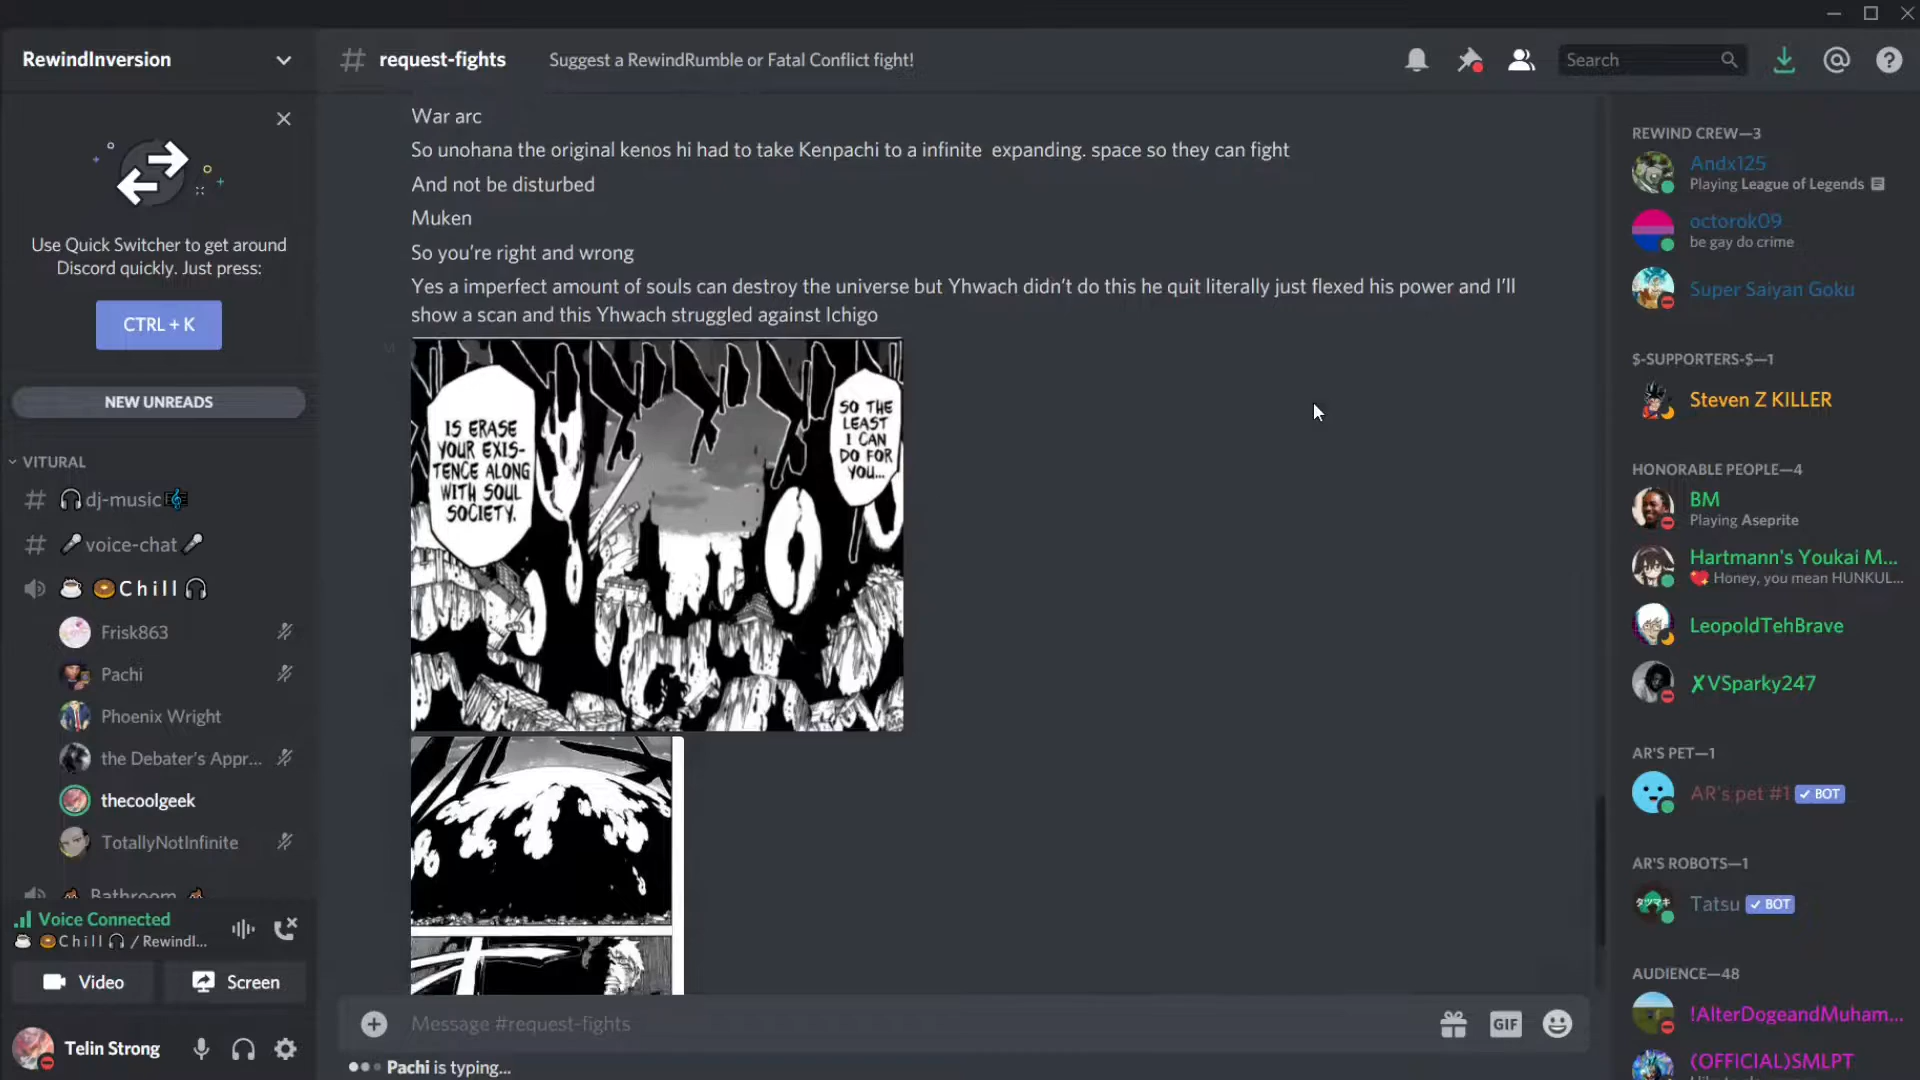 RewindInversion
Use Quick Switcher to get around
Discord quickly. Just press:
CTRL + K
NEW UNREADS
VITURAL
dj-music
voice-chat
Chill
Frisk863
Pachi
Phoenix Wright
the Debater's Appr...
thecoolgeek
TotallyNotInfinite
Bathroom
Voice Connected
Chill / RewindI...
Video
Screen
Telin Strong
request-fights
Suggest a RewindRumble or Fatal Conflict fight!
Search
War arc
So unohana the original kenos hi had to take Kenpachi to a infinite expanding. space so they can fight
And not be disturbed
Muken
So you're right and wrong
Yes a imperfect amount of souls can destroy the universe but Yhwach didn't do this he quit literally just flexed his power and I'll
show a scan and this Yhwach struggled against Ichigo
SO THE
LEAST
I CAN
DO FOR
YOU...
IS ERASE
YOUR EXIS-
TENCE ALONG
WITH SOUL
SOCIETY.
Message #request-fights
GIF
Pachi is typing...
REWIND CREW—3
Andx125
Playing League of Legends
octorok09
be gay do crime
Super Saiyan Goku
$-SUPPORTERS-$—1
Steven Z KILLER
HONORABLE PEOPLE—4
BM
Playing Aseprite
Hartmann's Youkai M...
Honey, you mean HUNKUL...
LeopoldTehBrave
✗VSparky247
AR'S PET—1
AR's pet #1 ✓ BOT
AR'S ROBOTS—1
タツマキ
Tatsu ✓ BOT
AUDIENCE—48
!AlterDogeandMuham...
(OFFICIAL)SMLPT